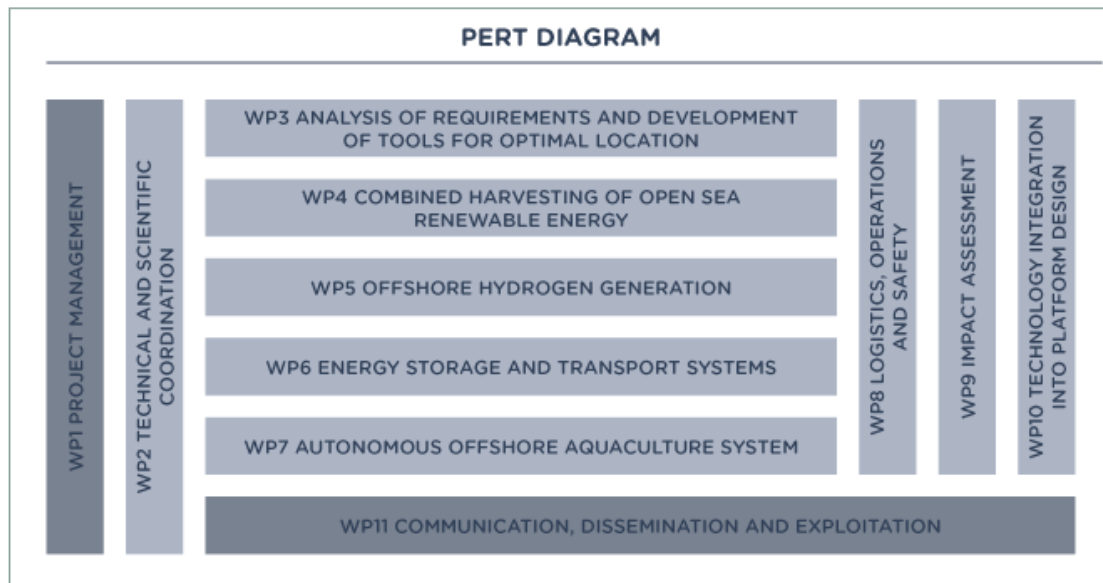 PERT DIAGRAM
WP1 PROJECT MANAGEMENT
WP2 TECHNICAL AND SCIENTIFIC
COORDINATION
WP3 ANALYSIS OF REQUIREMENTS AND DEVELOPMENT
OF TOOLS FOR OPTIMAL LOCATION
WP4 COMBINED HARVESTING OF OPEN SEA
RENEWABLE ENERGY
WP5 OFFSHORE HYDROGEN GENERATION
WP6 ENERGY STORAGE AND TRANSPORT SYSTEMS
WP7 AUTONOMOUS OFFSHORE AQUACULTURE SYSTEM
WP8 LOGISTICS, OPERATIONS
AND SAFETY
WP9 IMPACT ASSESSMENT
WP10 TECHNOLOGY INTEGRATION
INTO PLATFORM DESIGN
WP11 COMMUNICATION, DISSEMINATION AND EXPLOITATION